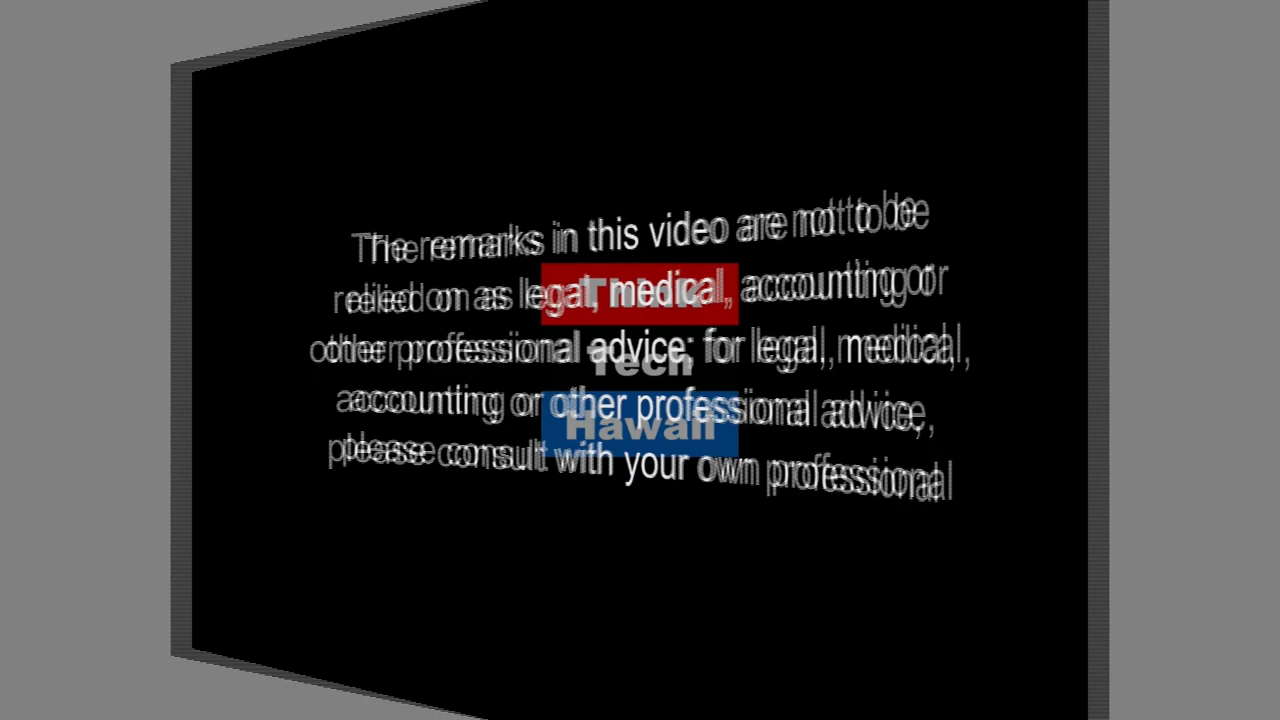 The remarks in this video are not to be
relied on as legal, medical, accounting or
other professional advice; for legal, medical,
accounting or other professional advice,
please consult with your own professional
Think
Tech
Hawaii